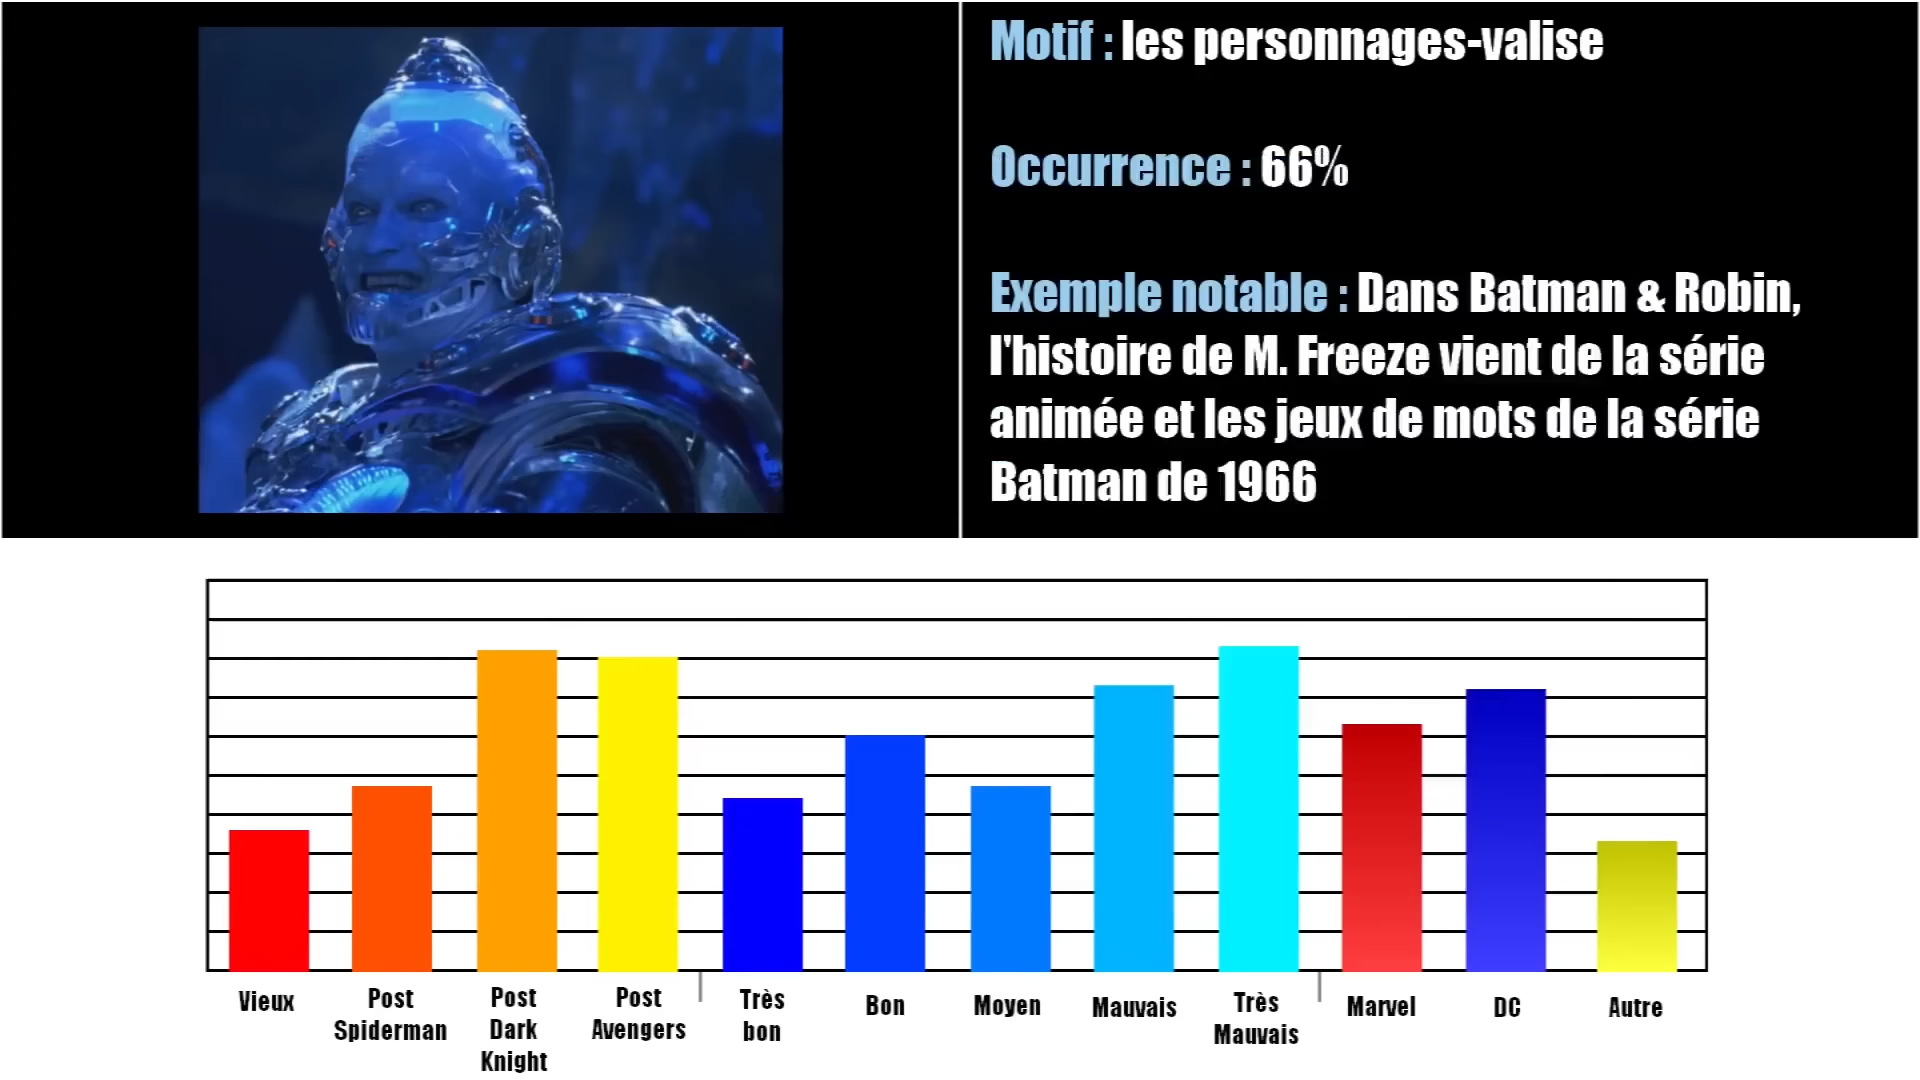 Motif : les personnages-valise
Occurrence : 66%
Exemple notable : Dans Batman & Robin,
l'histoire de M. Freeze vient de la série
animée et les jeux de mots de la série
Batman de 1966
Vieux
Post
Spiderman
Post
Dark
Knight
Post
Avengers
Très
bon
Bon
Moyen
Mauvais
Très
Mauvais
Marvel
DC
Autre